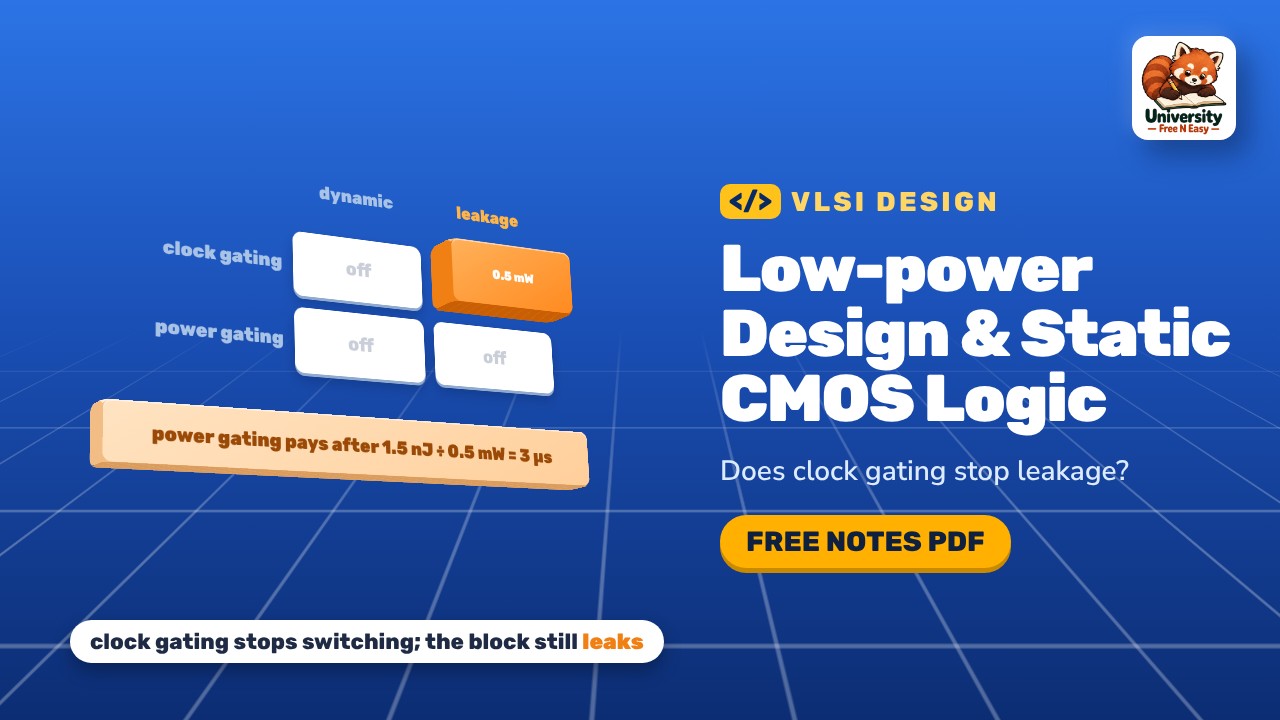 University
Free N Easy
dynamic
leakage
clock gating
off
0.5 mW
power gating
off
off
power gating pays after 1.5 nJ ÷ 0.5 mW = 3 µs
clock gating stops switching; the block still leaks
</> VLSI DESIGN
Low-power
Design & Static
CMOS Logic
Does clock gating stop leakage?
FREE NOTES PDF